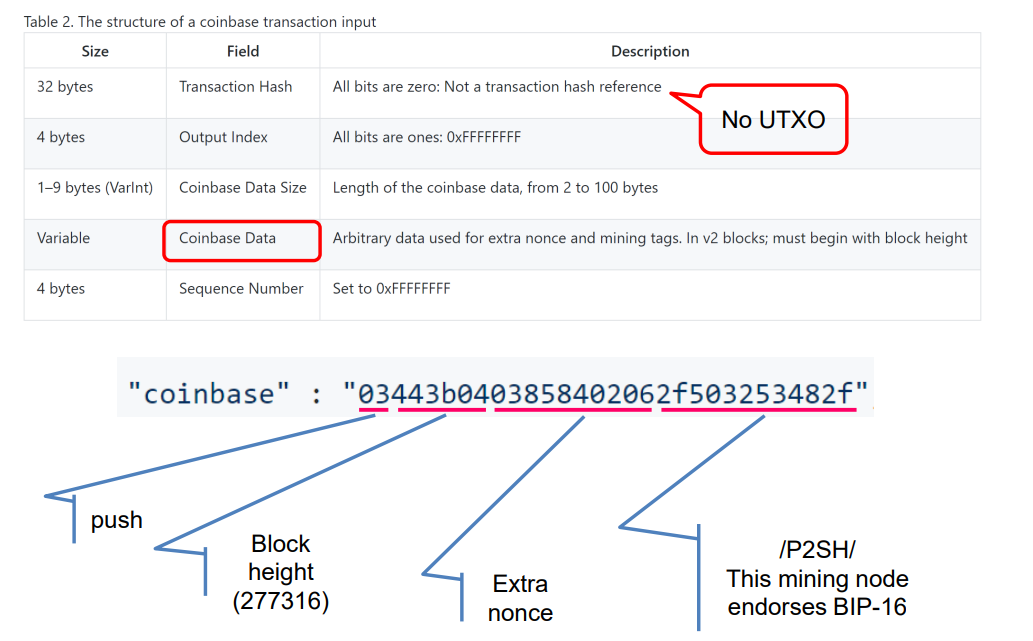 Table 2. The structure of a coinbase transaction input
Size Field Description
32 bytes Transaction Hash All bits are zero: Not a transaction hash reference
No UTXO
4 bytes Output Index All bits are ones: 0xFFFFFFFF
1–9 bytes (VarInt) Coinbase Data Size Length of the coinbase data, from 2 to 100 bytes
Variable Coinbase Data Arbitrary data used for extra nonce and mining tags. In v2 blocks; must begin with block height
4 bytes Sequence Number Set to 0xFFFFFFFF
"coinbase" : "03443b0403858402062f503253482f"
push
Block
height
(277316)
Extra
nonce
/P2SH/
This mining node
endorses BIP-16